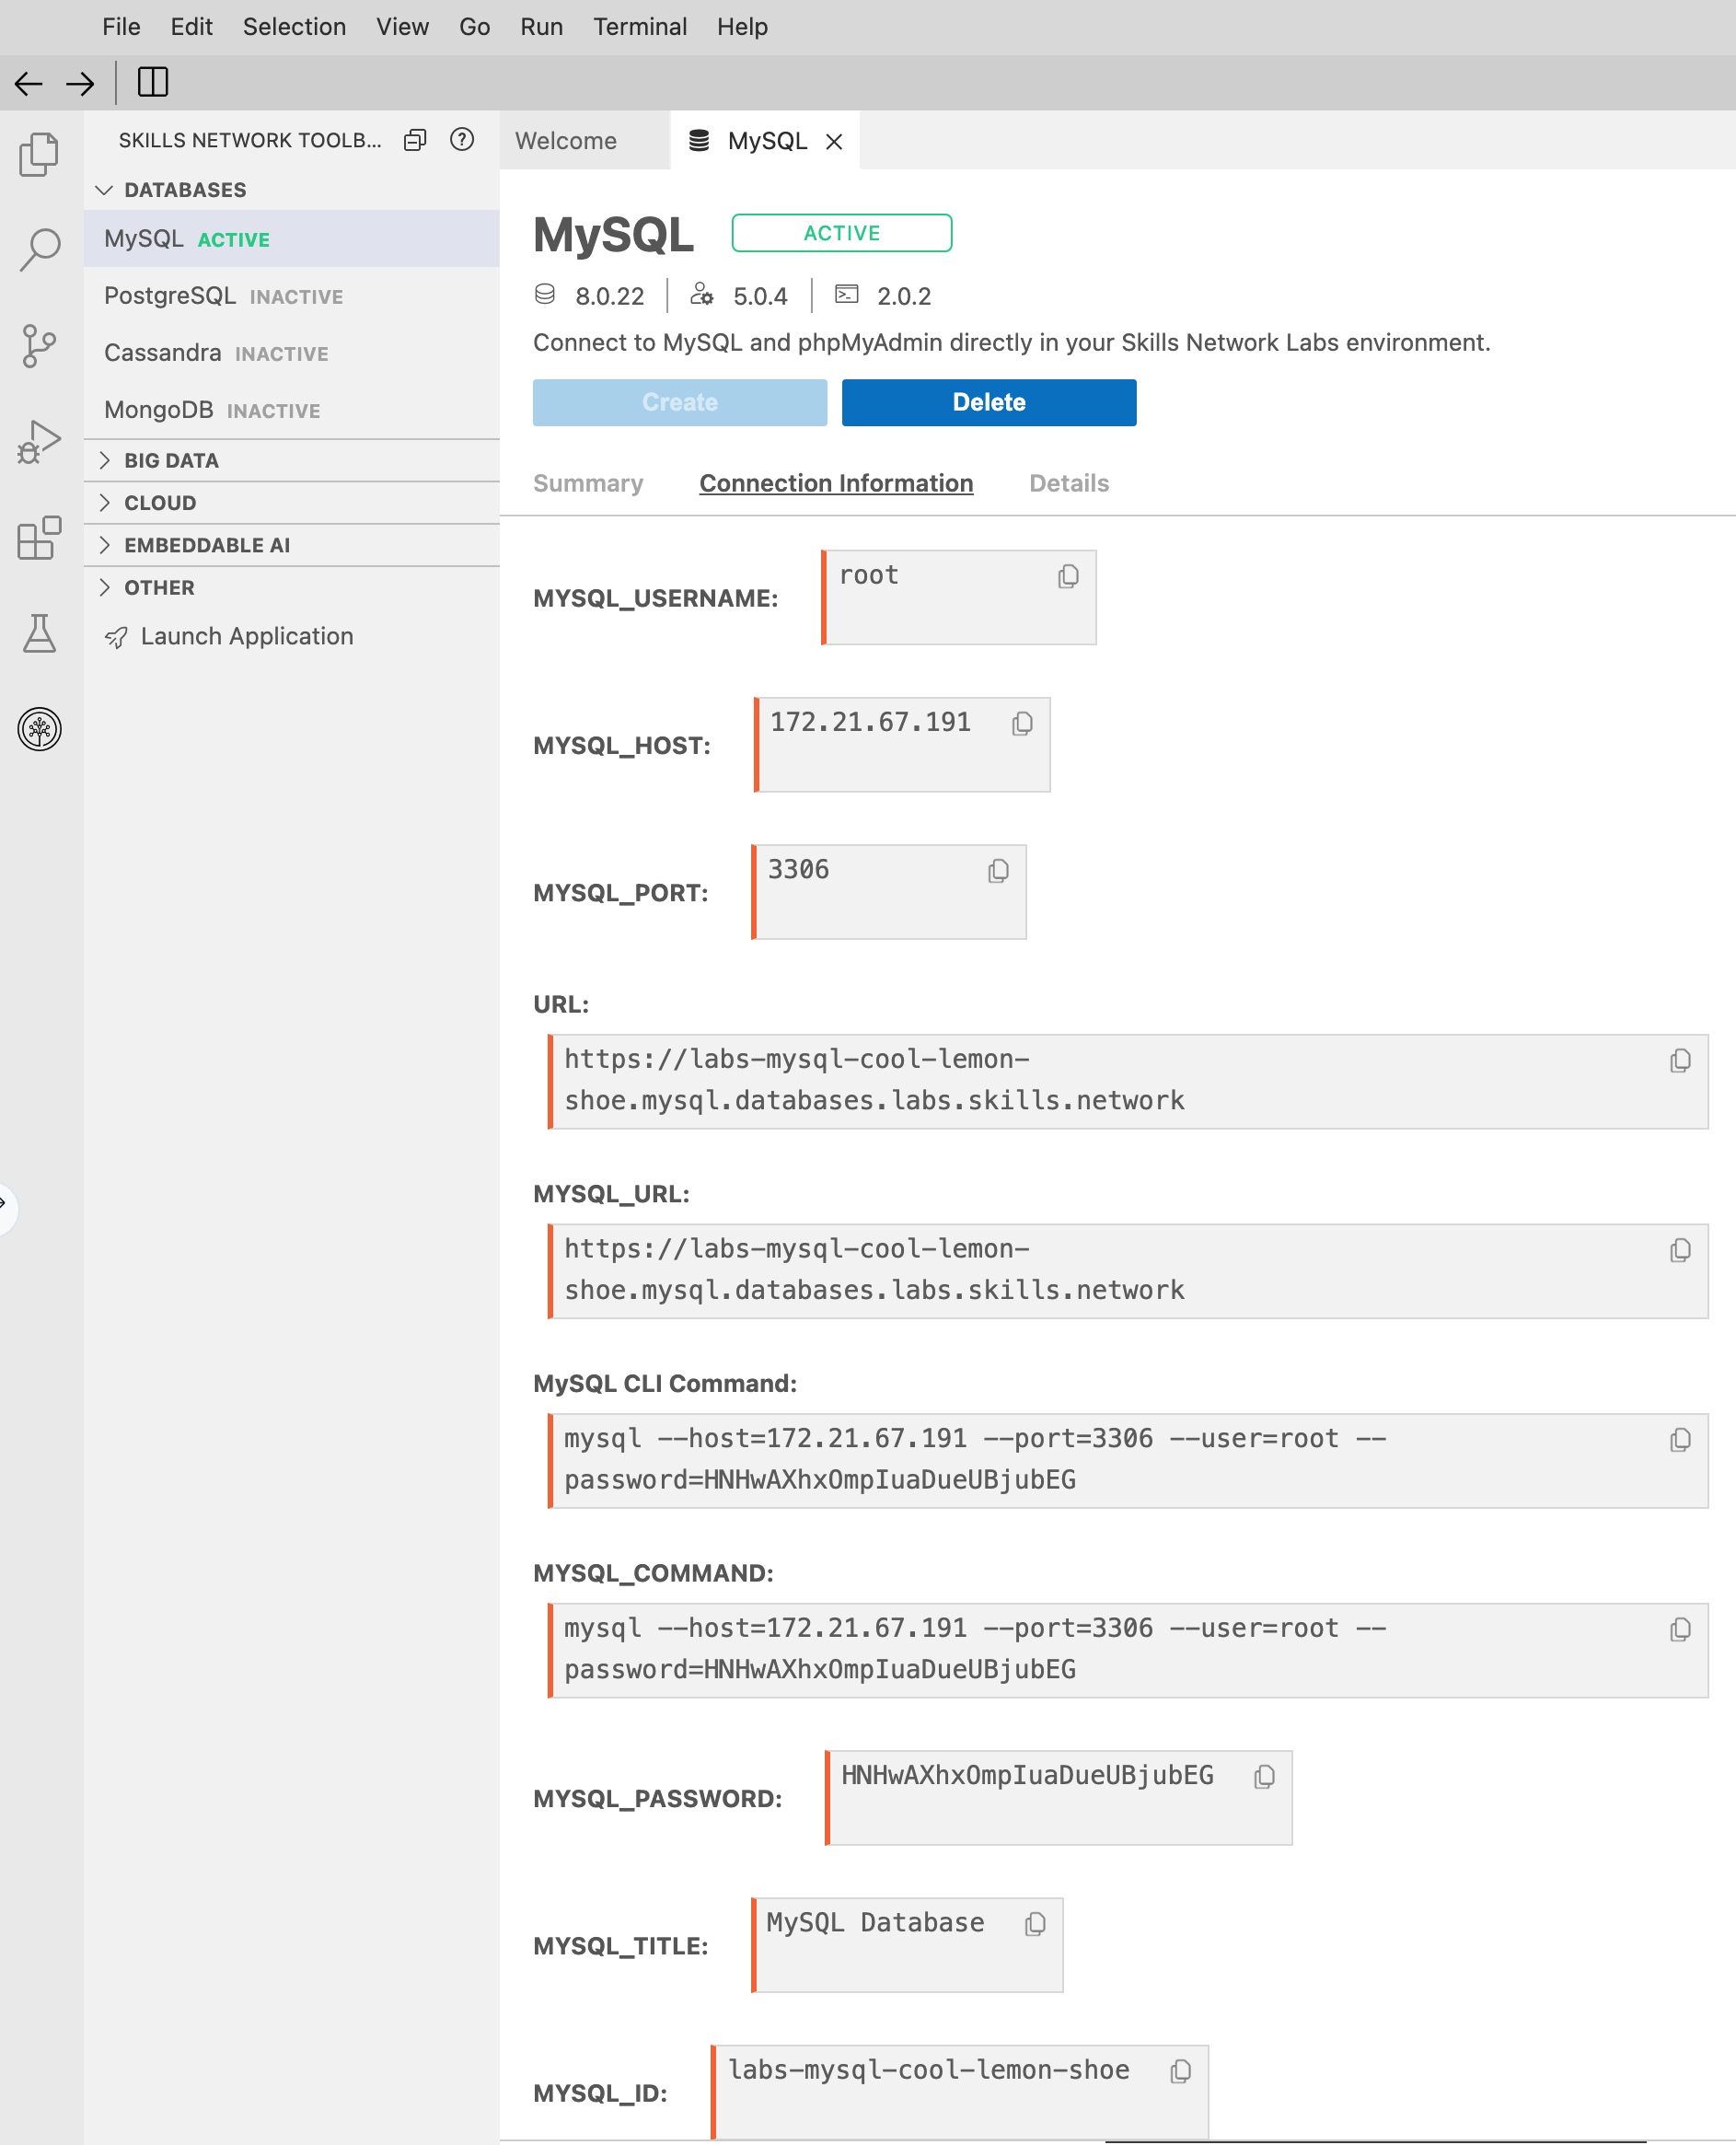 File Edit Selection View Go Run Terminal Help
SKILLS NETWORK TOOLB...
DATABASES
MySQL ACTIVE
PostgreSQL INACTIVE
Cassandra INACTIVE
MongoDB INACTIVE
BIG DATA
CLOUD
EMBEDDABLE AI
OTHER
Launch Application
Welcome MySQL
MySQL ACTIVE
8.0.22 5.0.4 2.0.2
Connect to MySQL and phpMyAdmin directly in your Skills Network Labs environment.
Create Delete
Summary Connection Information Details
MYSQL_USERNAME: root
MYSQL_HOST: 172.21.67.191
MYSQL_PORT: 3306
URL:
https://labs-mysql-cool-lemon-
shoe.mysql.databases.labs.skills.network
MYSQL_URL:
https://labs-mysql-cool-lemon-
shoe.mysql.databases.labs.skills.network
MySQL CLI Command:
mysql --host=172.21.67.191 --port=3306 --user=root --
password=HNHwAXhxOmpIuaDueUBjubEG
MYSQL_COMMAND:
mysql --host=172.21.67.191 --port=3306 --user=root --
password=HNHwAXhxOmpIuaDueUBjubEG
MYSQL_PASSWORD: HNHwAXhxOmpIuaDueUBjubEG
MYSQL_TITLE: MySQL Database
MYSQL_ID: labs-mysql-cool-lemon-shoe